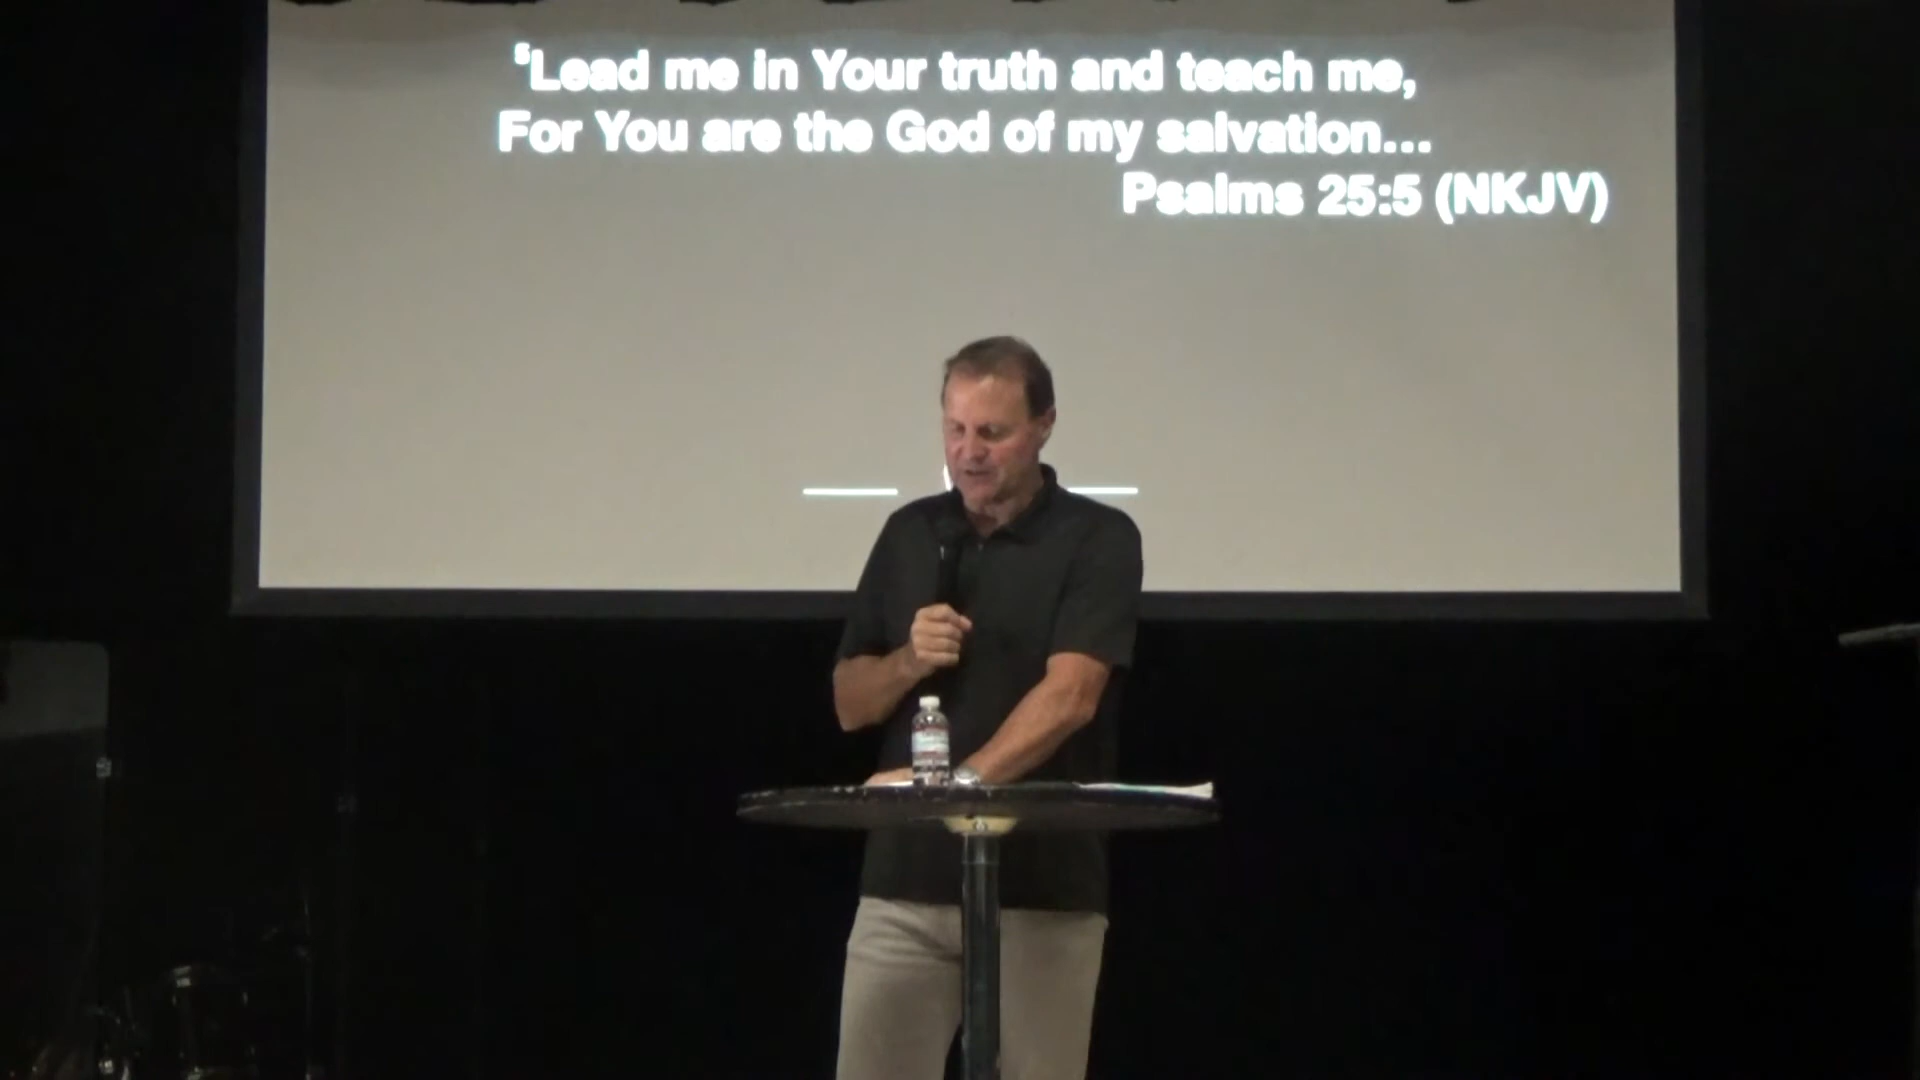 ‘Lead me in Your truth and teach me,
For You are the God of my salvation...
Psalms 25:5 (NKJV)